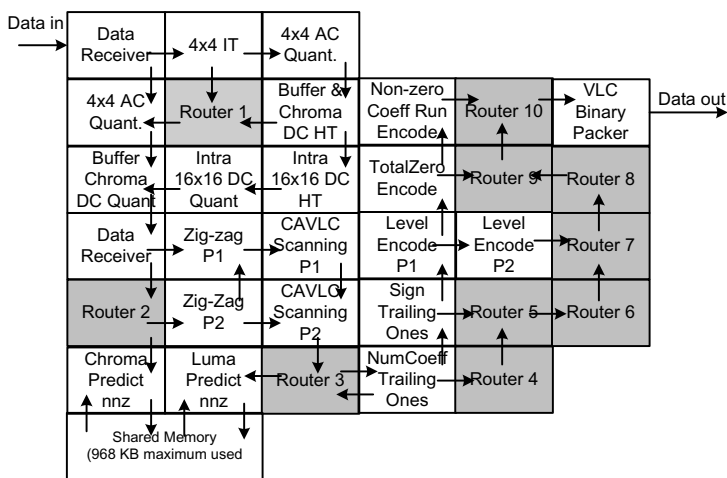 Data in
Data
Receiver
4x4 IT
4x4 AC
Quant.
4x4 AC
Quant.
Router 1
Buffer &
Chroma
DC HT
Non-zero
Coeff Run
Encode
Router 10
VLC
Binary
Packer
Data out
Buffer
Chroma
DC Quant
Intra
16x16 DC
Quant
Intra
16x16 DC
HT
TotalZero
Encode
Router 9
Router 8
Data
Receiver
Zig-zag
P1
CAVLC
Scanning
P1
Level
Encode
P1
Level
Encode
P2
Router 7
Router 2
Zig-Zag
P2
CAVLC
Scanning
P2
Sign
Trailing
Ones
Router 5
Router 6
Chroma
Predict
nnz
Luma
Predict
nnz
Router 3
NumCoeff
Trailing
Ones
Router 4
Shared Memory
(968 KB maximum used